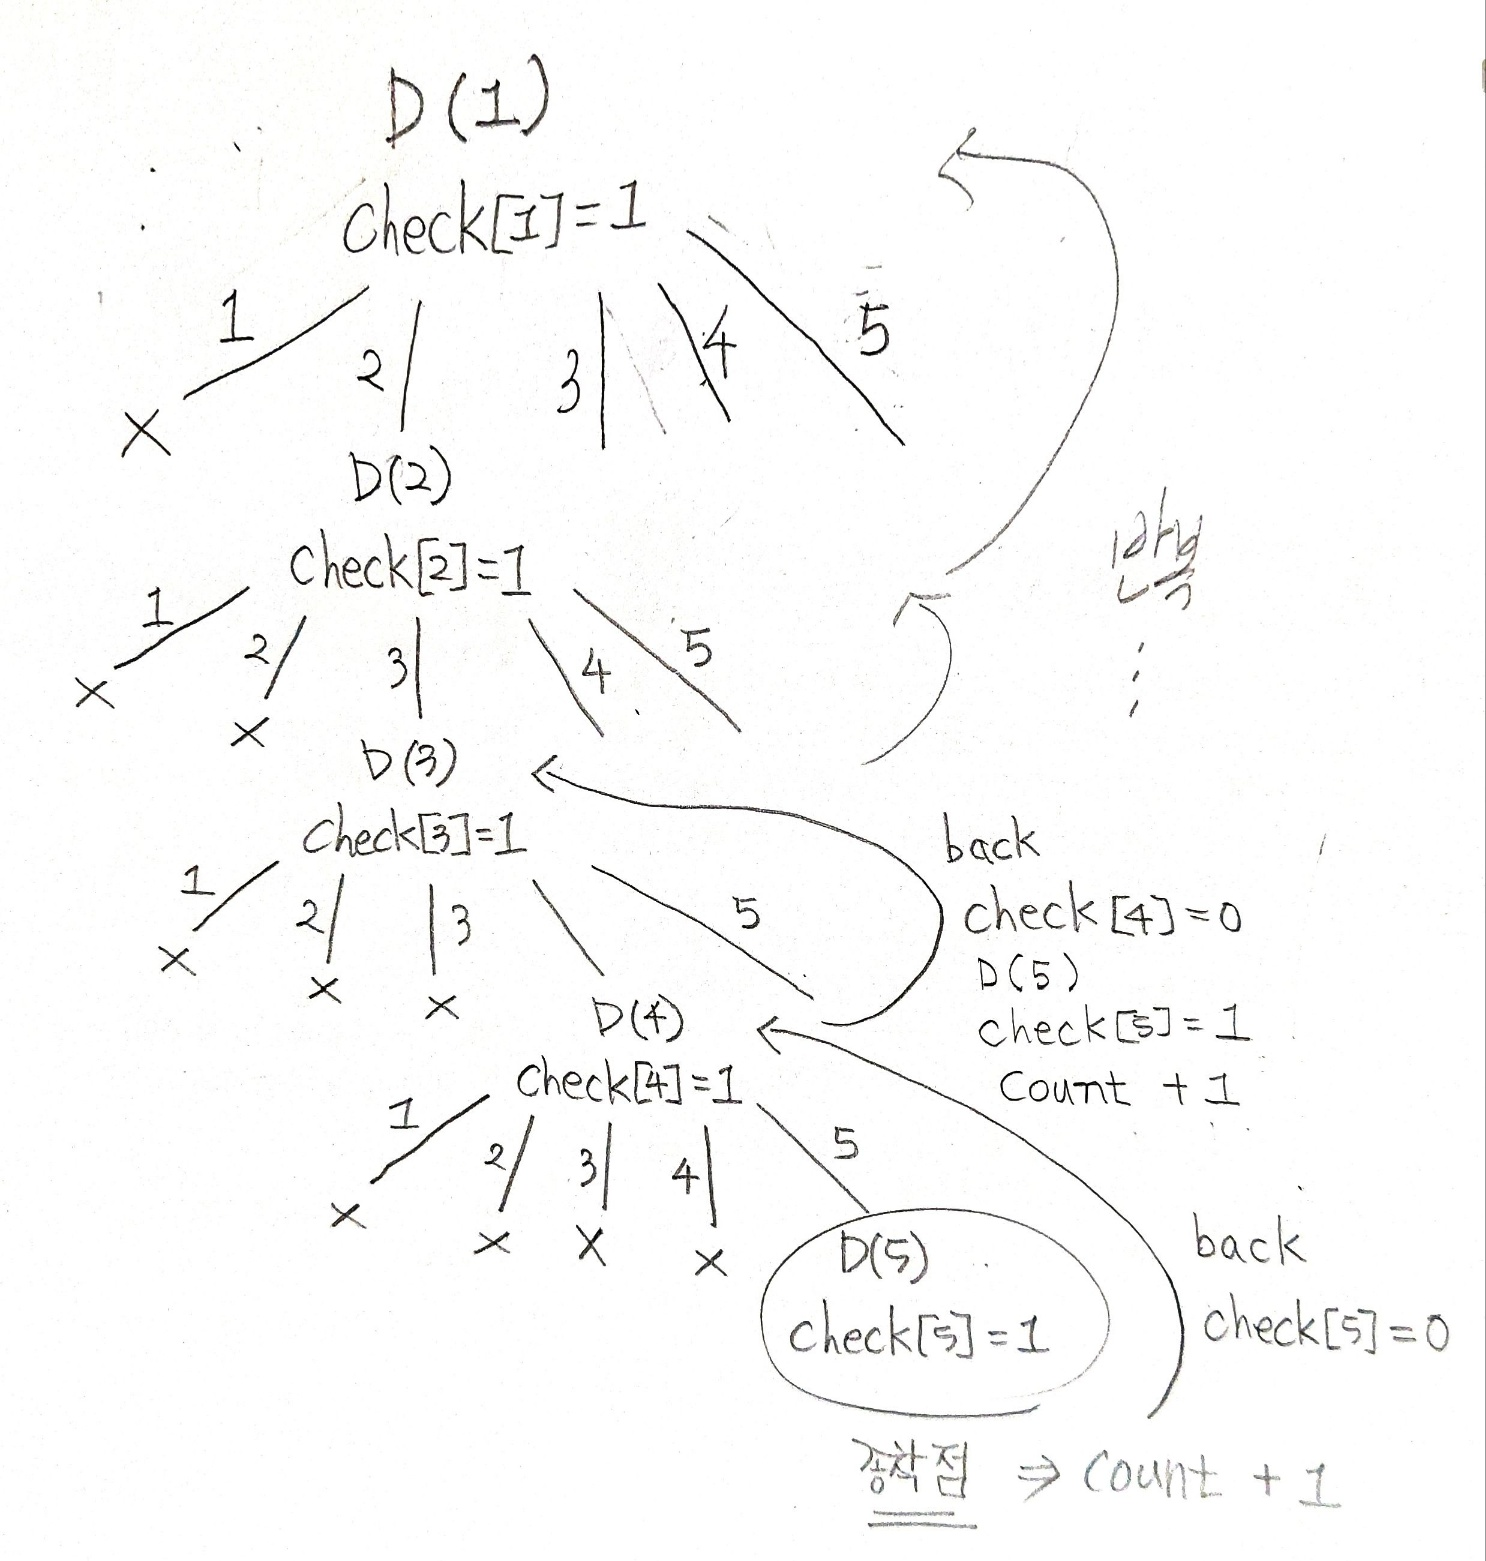 D(1)
check[1]=1
1 2 3 4 5
X
D(2)
check[2]=1
1 2 3 4 5
X X
반복
D(3)
check[3]=1
1 2 3 5
X X X
back
check[4]=0
D(5)
check[5]=1
count +1
D(4)
check[4]=1
1 2 3 4 5
X X X X
D(5)
check[5]=1
back
check[5]=0
종착점 ⇒ count +1